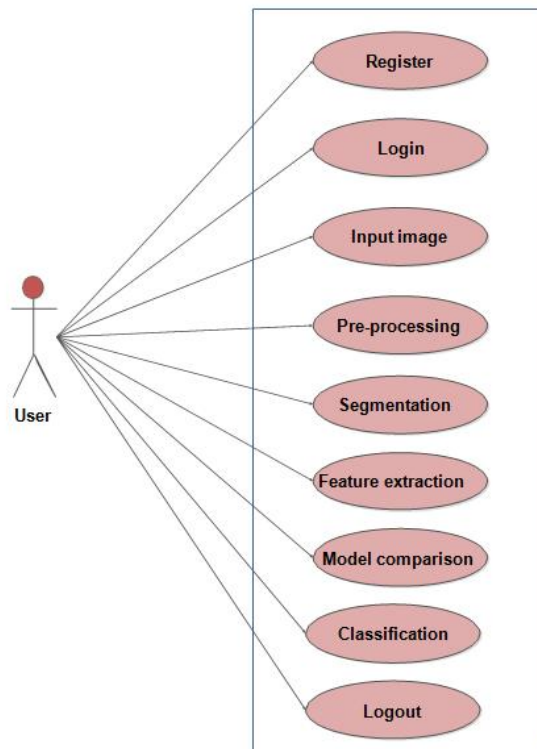 Register
Login
Input image
Pre-processing
User
Segmentation
Feature extraction
Model comparison
Classification
Logout